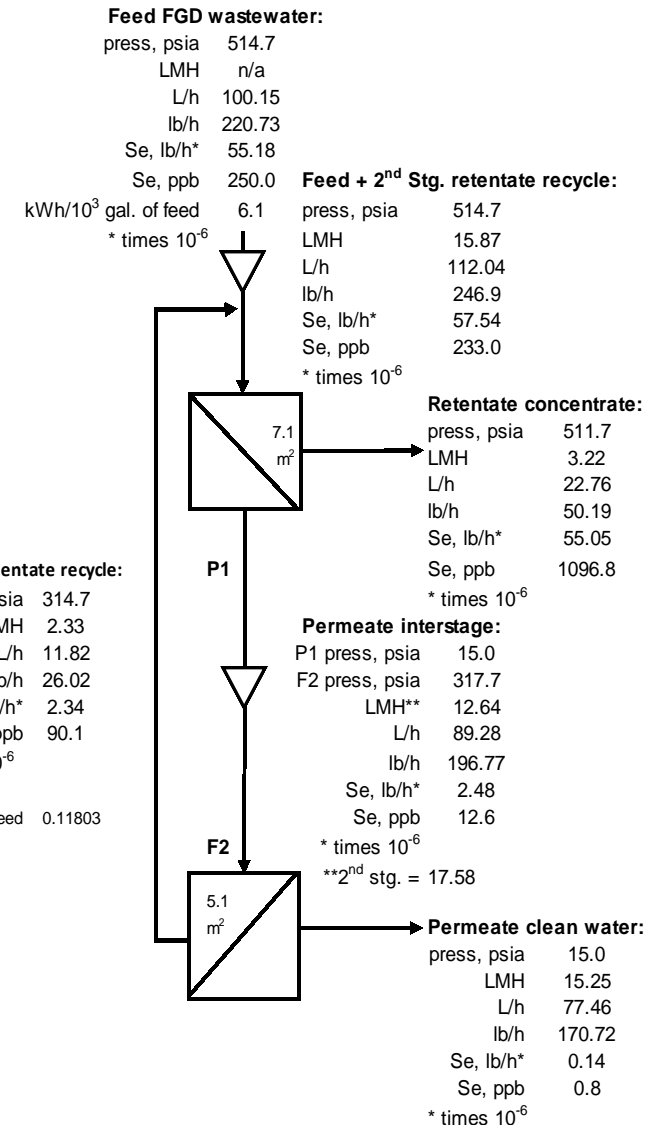 Feed FGD wastewater:
press, psia 514.7
LMH n/a
L/h 100.15
lb/h 220.73
Se, lb/h* 55.18
Se, ppb 250.0
kWh/10³ gal. of feed 6.1
* times 10⁻⁶
Feed + 2ⁿᵈ Stg. retentate recycle:
press, psia 514.7
LMH 15.87
L/h 112.04
lb/h 246.9
Se, lb/h* 57.54
Se, ppb 233.0
* times 10⁻⁶
7.1
m²
Retentate concentrate:
press, psia 511.7
LMH 3.22
L/h 22.76
lb/h 50.19
Se, lb/h* 55.05
Se, ppb 1096.8
* times 10⁻⁶
P1
entate recycle:
sia 314.7
MH 2.33
L/h 11.82
b/h 26.02
/h* 2.34
ppb 90.1
⁻⁶
eed 0.11803
Permeate interstage:
P1 press, psia 15.0
F2 press, psia 317.7
LMH** 12.64
L/h 89.28
lb/h 196.77
Se, lb/h* 2.48
Se, ppb 12.6
* times 10⁻⁶
**2ⁿᵈ stg. = 17.58
F2
5.1
m²
Permeate clean water:
press, psia 15.0
LMH 15.25
L/h 77.46
lb/h 170.72
Se, lb/h* 0.14
Se, ppb 0.8
* times 10⁻⁶